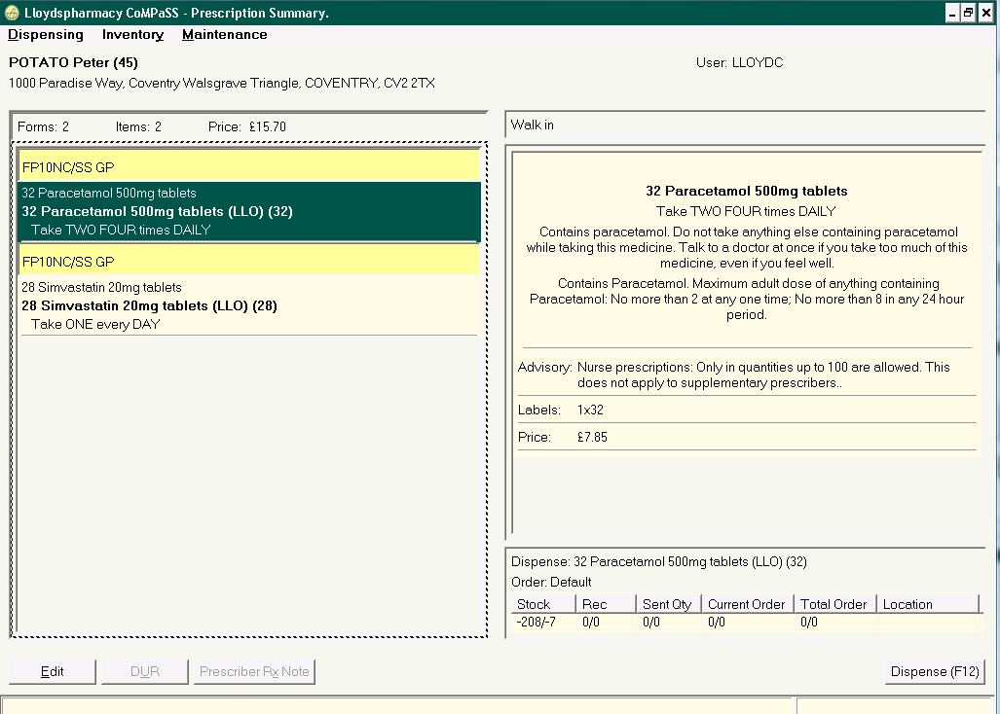 Lloydspharmacy CoMPaSS - Prescription Summary.
Dispensing Inventory Maintenance
POTATO Peter (45)
User: LLOYDC
1000 Paradise Way, Coventry Walsgrave Triangle, COVENTRY, CV2 2TX
Forms: 2 Items: 2 Price: £15.70
FP10NC/SS GP
32 Paracetamol 500mg tablets
32 Paracetamol 500mg tablets (LLO) (32)
Take TWO FOUR times DAILY
FP10NC/SS GP
28 Simvastatin 20mg tablets
28 Simvastatin 20mg tablets (LLO) (28)
Take ONE every DAY
Walk in
32 Paracetamol 500mg tablets
Take TWO FOUR times DAILY
Contains paracetamol. Do not take anything else containing paracetamol
while taking this medicine. Talk to a doctor at once if you take too much of this
medicine, even if you feel well.
Contains Paracetamol. Maximum adult dose of anything containing
Paracetamol: No more than 2 at any one time; No more than 8 in any 24 hour
period.
Advisory: Nurse prescriptions: Only in quantities up to 100 are allowed. This
does not apply to supplementary prescribers..
Labels: 1x32
Price: £7.85
Dispense: 32 Paracetamol 500mg tablets (LLO) (32)
Order: Default
Stock Rec Sent Qty Current Order Total Order Location
-208/-7 0/0 0/0 0/0 0/0
Edit DUR Prescriber Rx Note Dispense (F12)